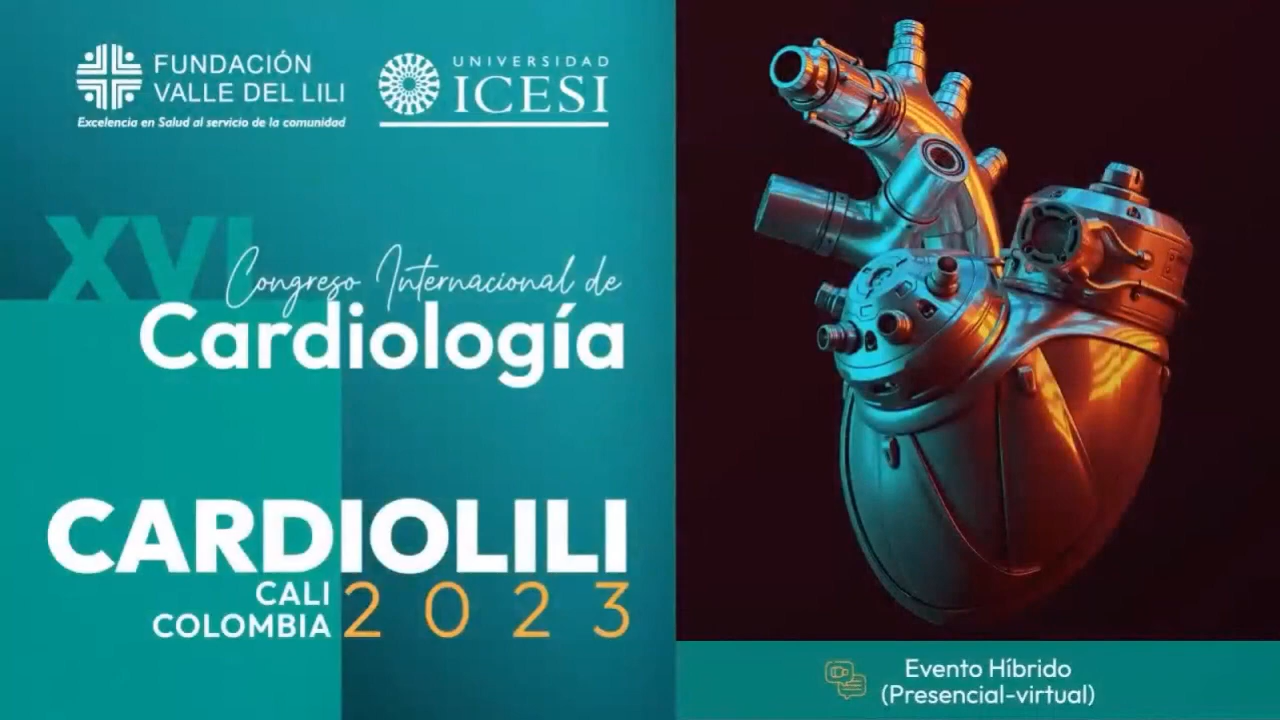 FUNDACIÓN
VALLE DEL LILI
Excelencia en Salud al servicio de la comunidad
UNIVERSIDAD
ICESI
XVI
Congreso Internacional de
Cardiología
CARDIOLILI
CALI
COLOMBIA
2023
Evento Híbrido
(Presencial-virtual)